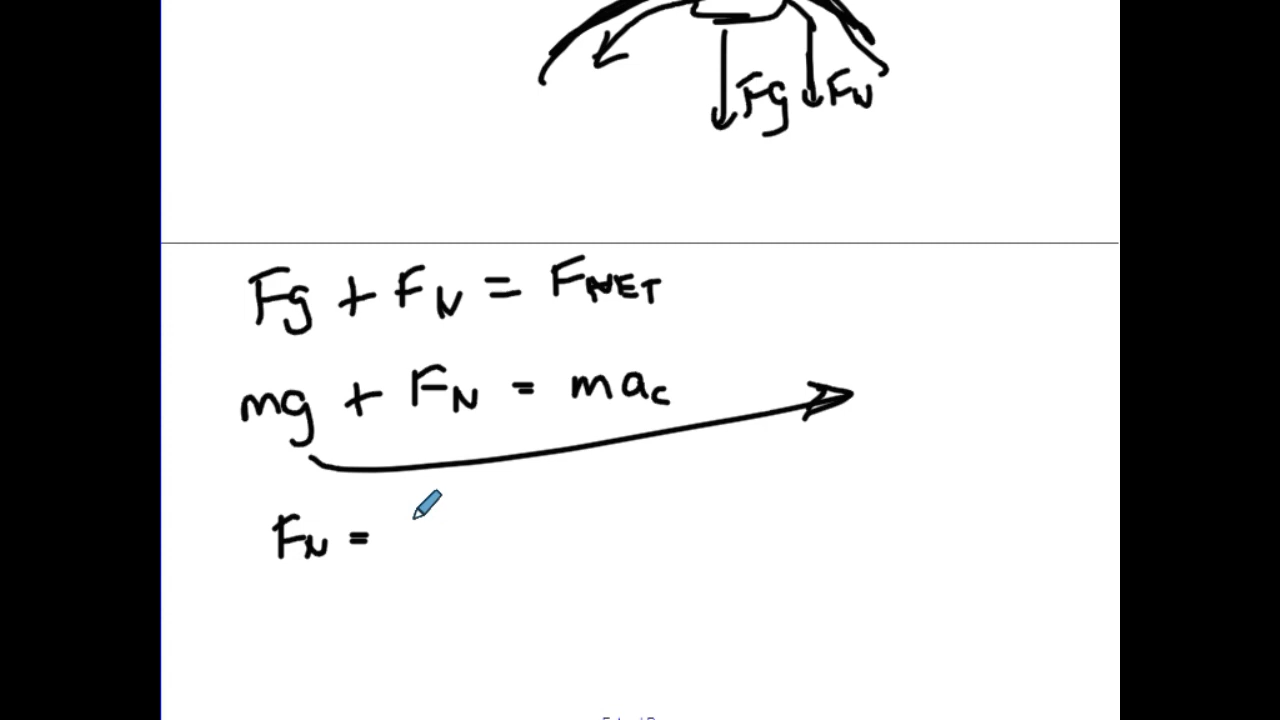 Fg FN
Fg + FN = FNET
mg + FN = mac
FN =